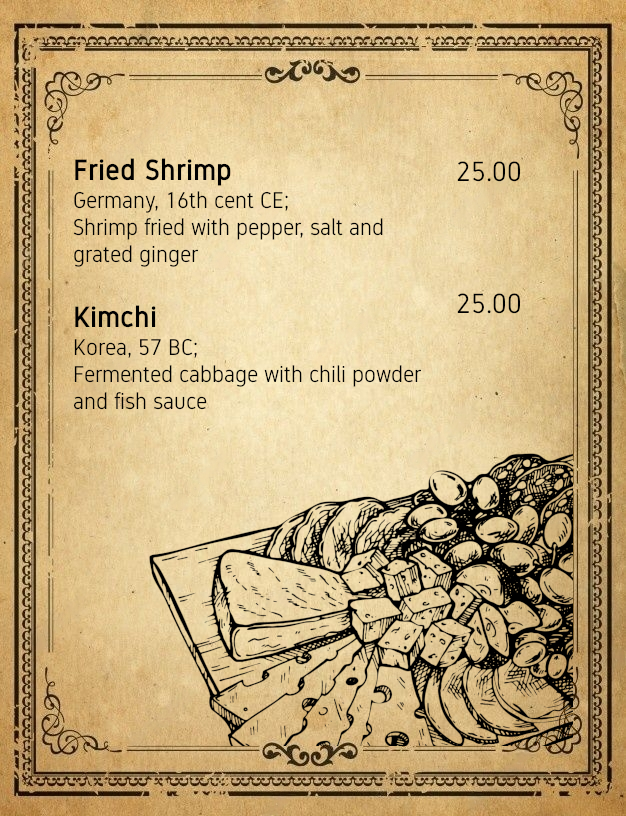 Fried Shrimp 25.00
Germany, 16th cent CE;
Shrimp fried with pepper, salt and
grated ginger
Kimchi 25.00
Korea, 57 BC;
Fermented cabbage with chili powder
and fish sauce